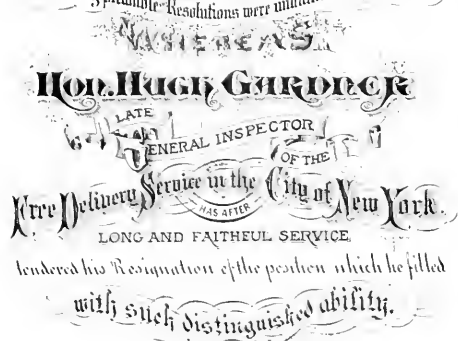 Preamble Resolutions were
WHEREAS
HON. HUGH GARDNER
LATE
GENERAL INSPECTOR
OF THE
Free Delivery Service in the City of New York.
HAS AFTER
LONG AND FAITHFUL SERVICE,
tendered his Resignation of the position which he filled
with such distinguished ability.